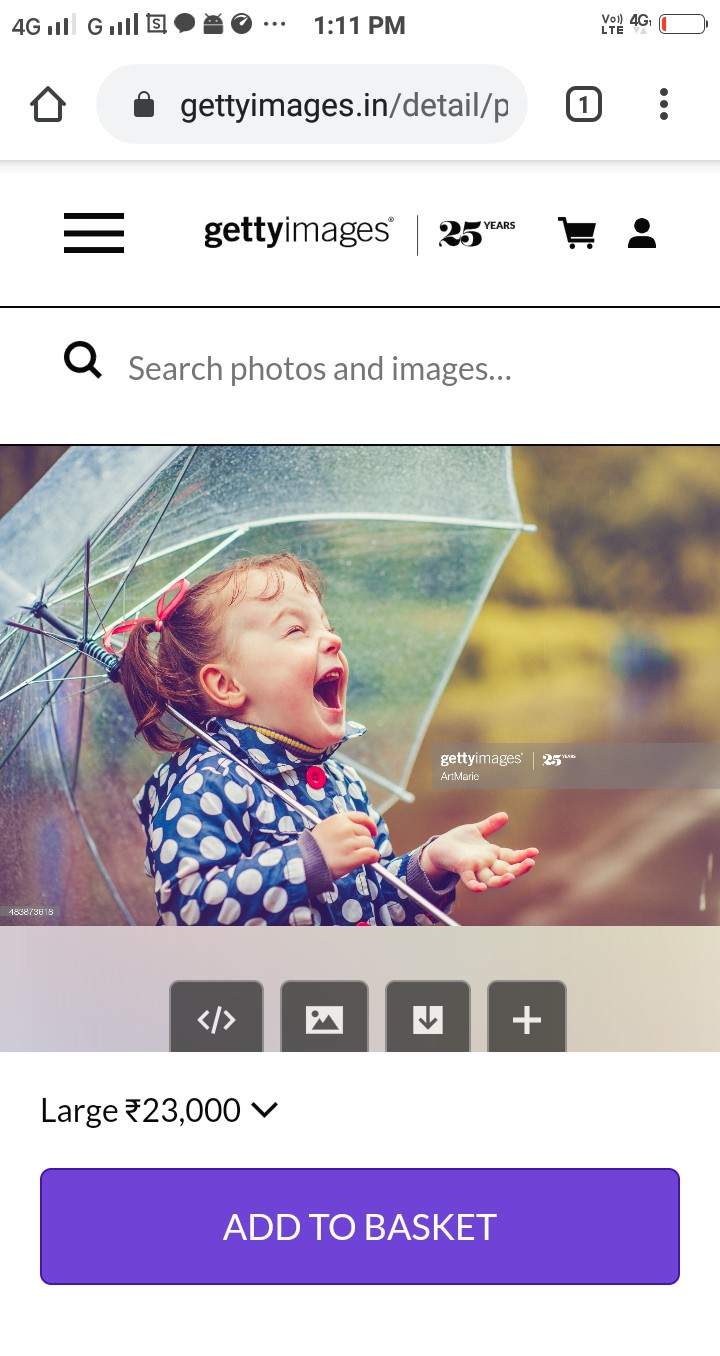 4G G S 1:11 PM Vo)) LTE 4G
gettyimages.in/detail/p 1
gettyimages® 25 YEARS
Search photos and images...
gettyimages® 25 YEARS
ArtMarie
483873618
</>
Large ₹23,000
ADD TO BASKET